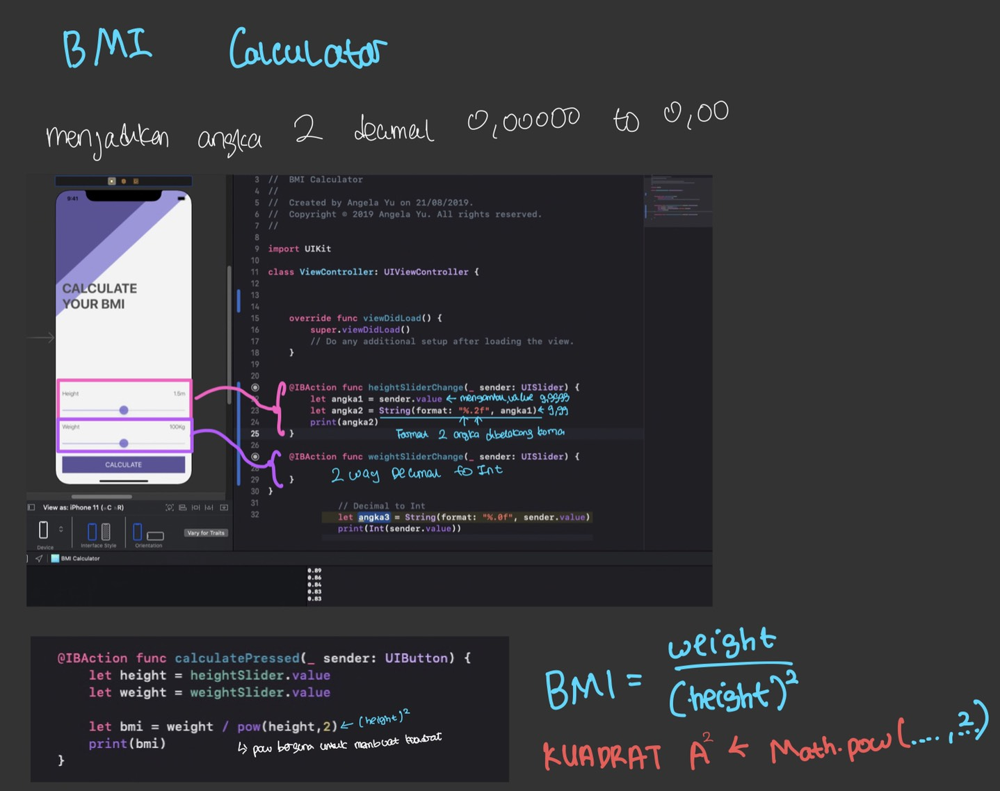 BMI Calculator
menjadikan angka 2 decimal 0,00000 to 0,00
9:41
CALCULATE
YOUR BMI
Height 1.5m
Weight 100Kg
CALCULATE
View as: iPhone 11 (wC hR)
Device
Interface Style
Orientation
Vary for Traits
3 // BMI Calculator
4 //
5 // Created by Angela Yu on 21/08/2019.
6 // Copyright © 2019 Angela Yu. All rights reserved.
7 //
8
9 import UIKit
10
11 class ViewController: UIViewController {
12
13
14
15 override func viewDidLoad() {
16 super.viewDidLoad()
17 // Do any additional setup after loading the view.
18 }
19
20
@IBAction func heightSliderChange(_ sender: UISlider) {
let angka1 = sender.value ← mengambil value 9,9999
23 let angka2 = String(format: "%.2f", angka1) ← 9,99
24 print(angka2)
25 }
Format 2 angka dibelakang koma
26
@IBAction func weightSliderChange(_ sender: UISlider) {
28 2 way Decimal to Int
29 }
30 }
31
32
// Decimal to Int
let angka3 = String(format: "%.0f", sender.value)
print(Int(sender.value))
BMI Calculator
0.89
0.86
0.84
0.83
0.83
@IBAction func calculatePressed(_ sender: UIButton) {
let height = heightSlider.value
let weight = weightSlider.value
let bmi = weight / pow(height,2) ← (height)²
print(bmi)
↳ pow berguna untuk membuat kuadrat
}
BMI = weight
(height)²
KUADRAT A² ← Math.pow(....,2)